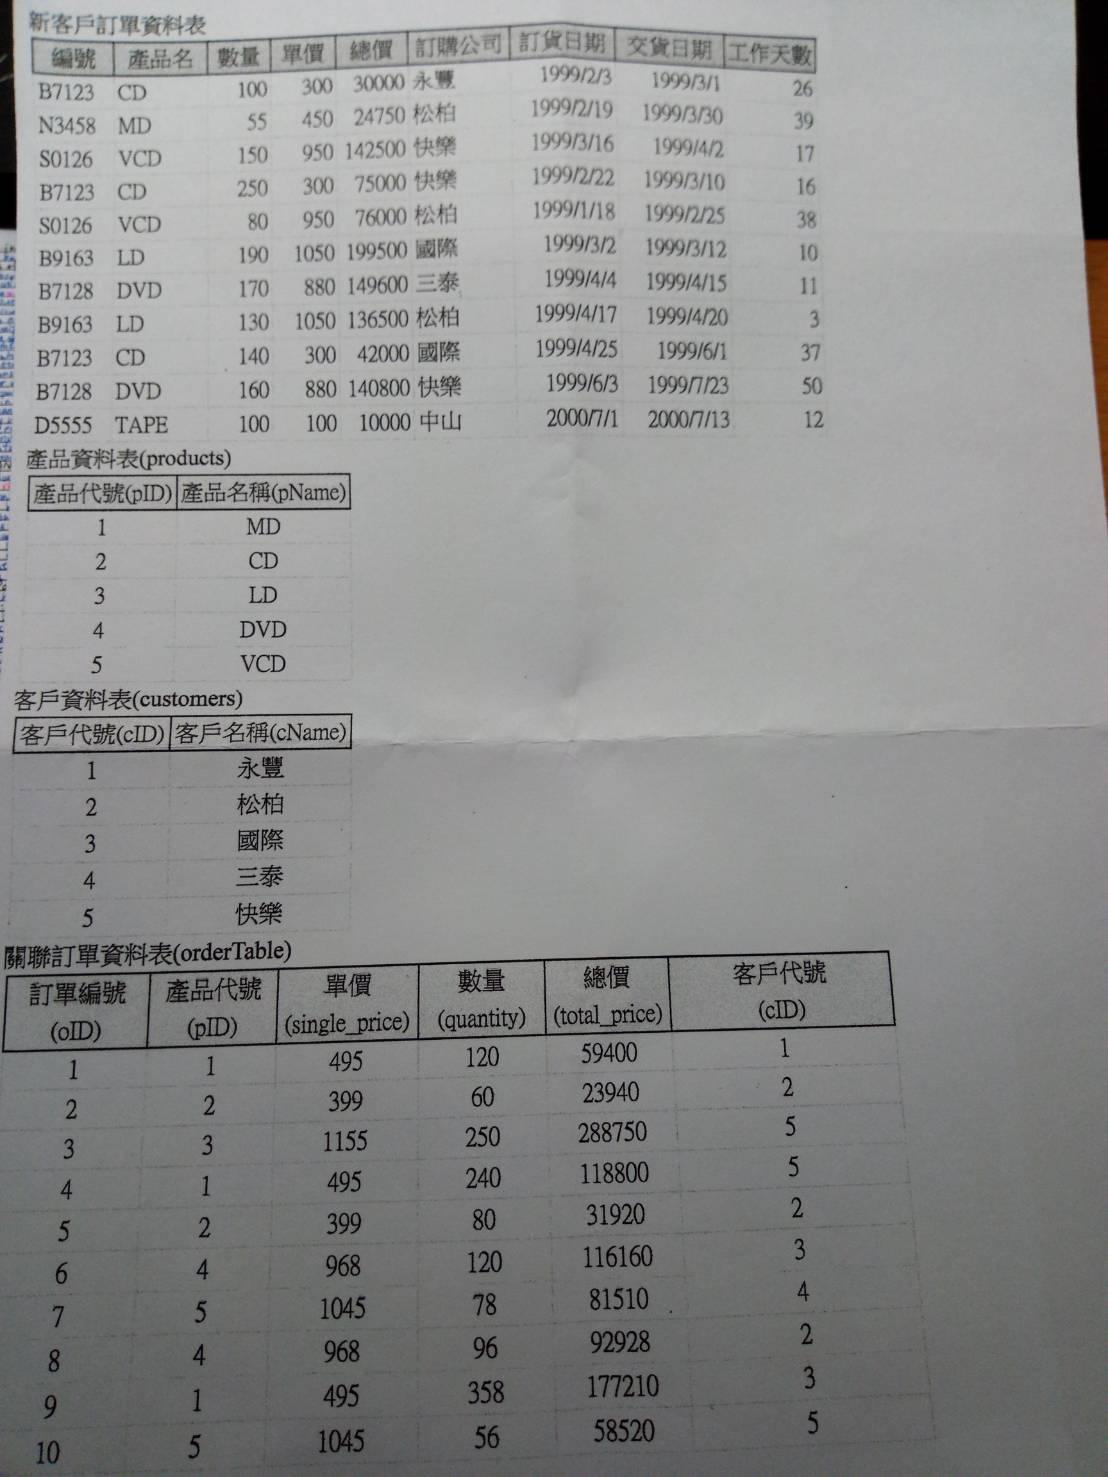 新客戶訂單資料表
編號 產品名 數量 單價 總價 訂購公司 訂貨日期 交貨日期 工作天數
B7123 CD 100 300 30000 永豐 1999/2/3 1999/3/1 26
N3458 MD 55 450 24750 松柏 1999/2/19 1999/3/30 39
S0126 VCD 150 950 142500 快樂 1999/3/16 1999/4/2 17
B7123 CD 250 300 75000 快樂 1999/2/22 1999/3/10 16
S0126 VCD 80 950 76000 松柏 1999/1/18 1999/2/25 38
B9163 LD 190 1050 199500 國際 1999/3/2 1999/3/12 10
B7128 DVD 170 880 149600 三泰 1999/4/4 1999/4/15 11
B9163 LD 130 1050 136500 松柏 1999/4/17 1999/4/20 3
B7123 CD 140 300 42000 國際 1999/4/25 1999/6/1 37
B7128 DVD 160 880 140800 快樂 1999/6/3 1999/7/23 50
D5555 TAPE 100 100 10000 中山 2000/7/1 2000/7/13 12
產品資料表(products)
產品代號(pID) 產品名稱(pName)
1 MD
2 CD
3 LD
4 DVD
5 VCD
客戶資料表(customers)
客戶代號(cID) 客戶名稱(cName)
1 永豐
2 松柏
3 國際
4 三泰
5 快樂
關聯訂單資料表(orderTable)
訂單編號 產品代號 單價 數量 總價 客戶代號
(oID) (pID) (single_price) (quantity) (total_price) (cID)
1 1 495 120 59400 1
2 2 399 60 23940 2
3 3 1155 250 288750 5
4 1 495 240 118800 5
5 2 399 80 31920 2
6 4 968 120 116160 3
7 5 1045 78 81510 4
8 4 968 96 92928 2
9 1 495 358 177210 3
10 5 1045 56 58520 5